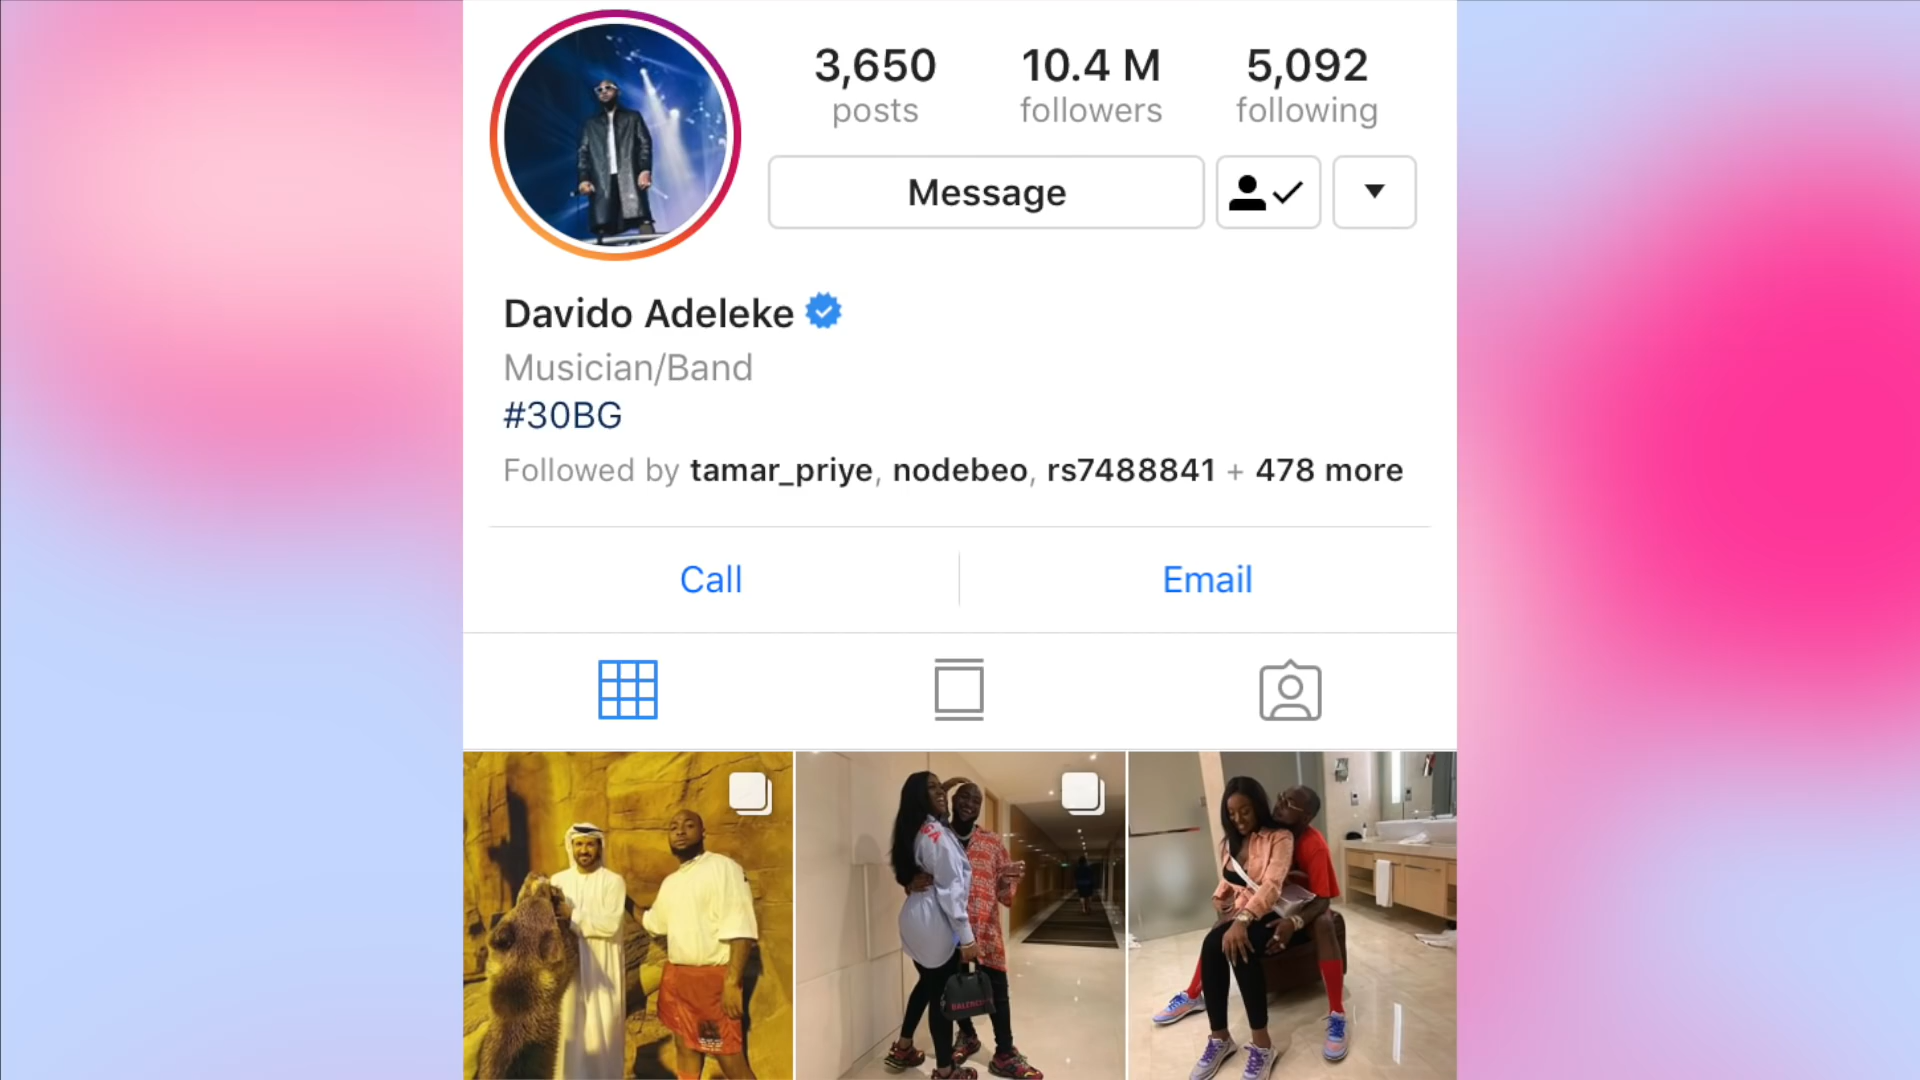 3,650 10.4 M 5,092
posts followers following
Message
Davido Adeleke
Musician/Band
#30BG
Followed by tamar_priye, nodebeo, rs7488841 + 478 more
Call Email
GA